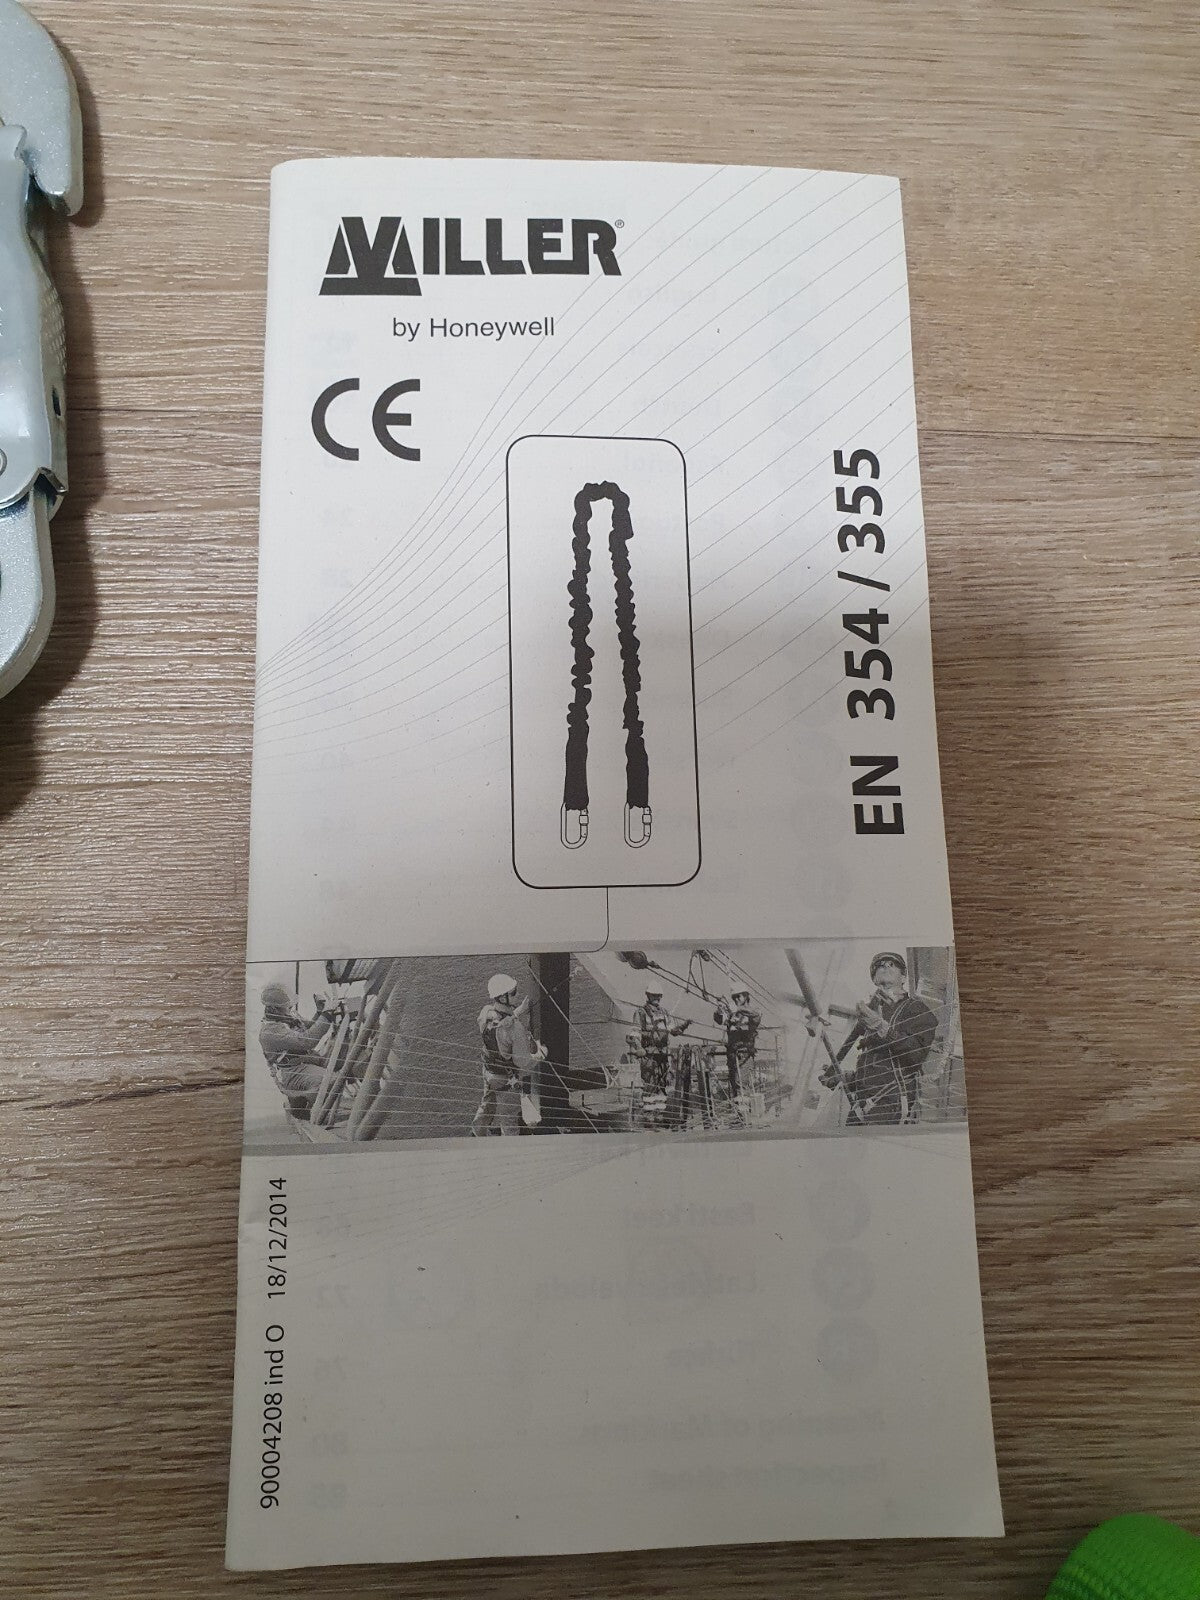 MILLER®
by Honeywell
CE
EN 354 / 355
90004208 ind O 18/12/2014